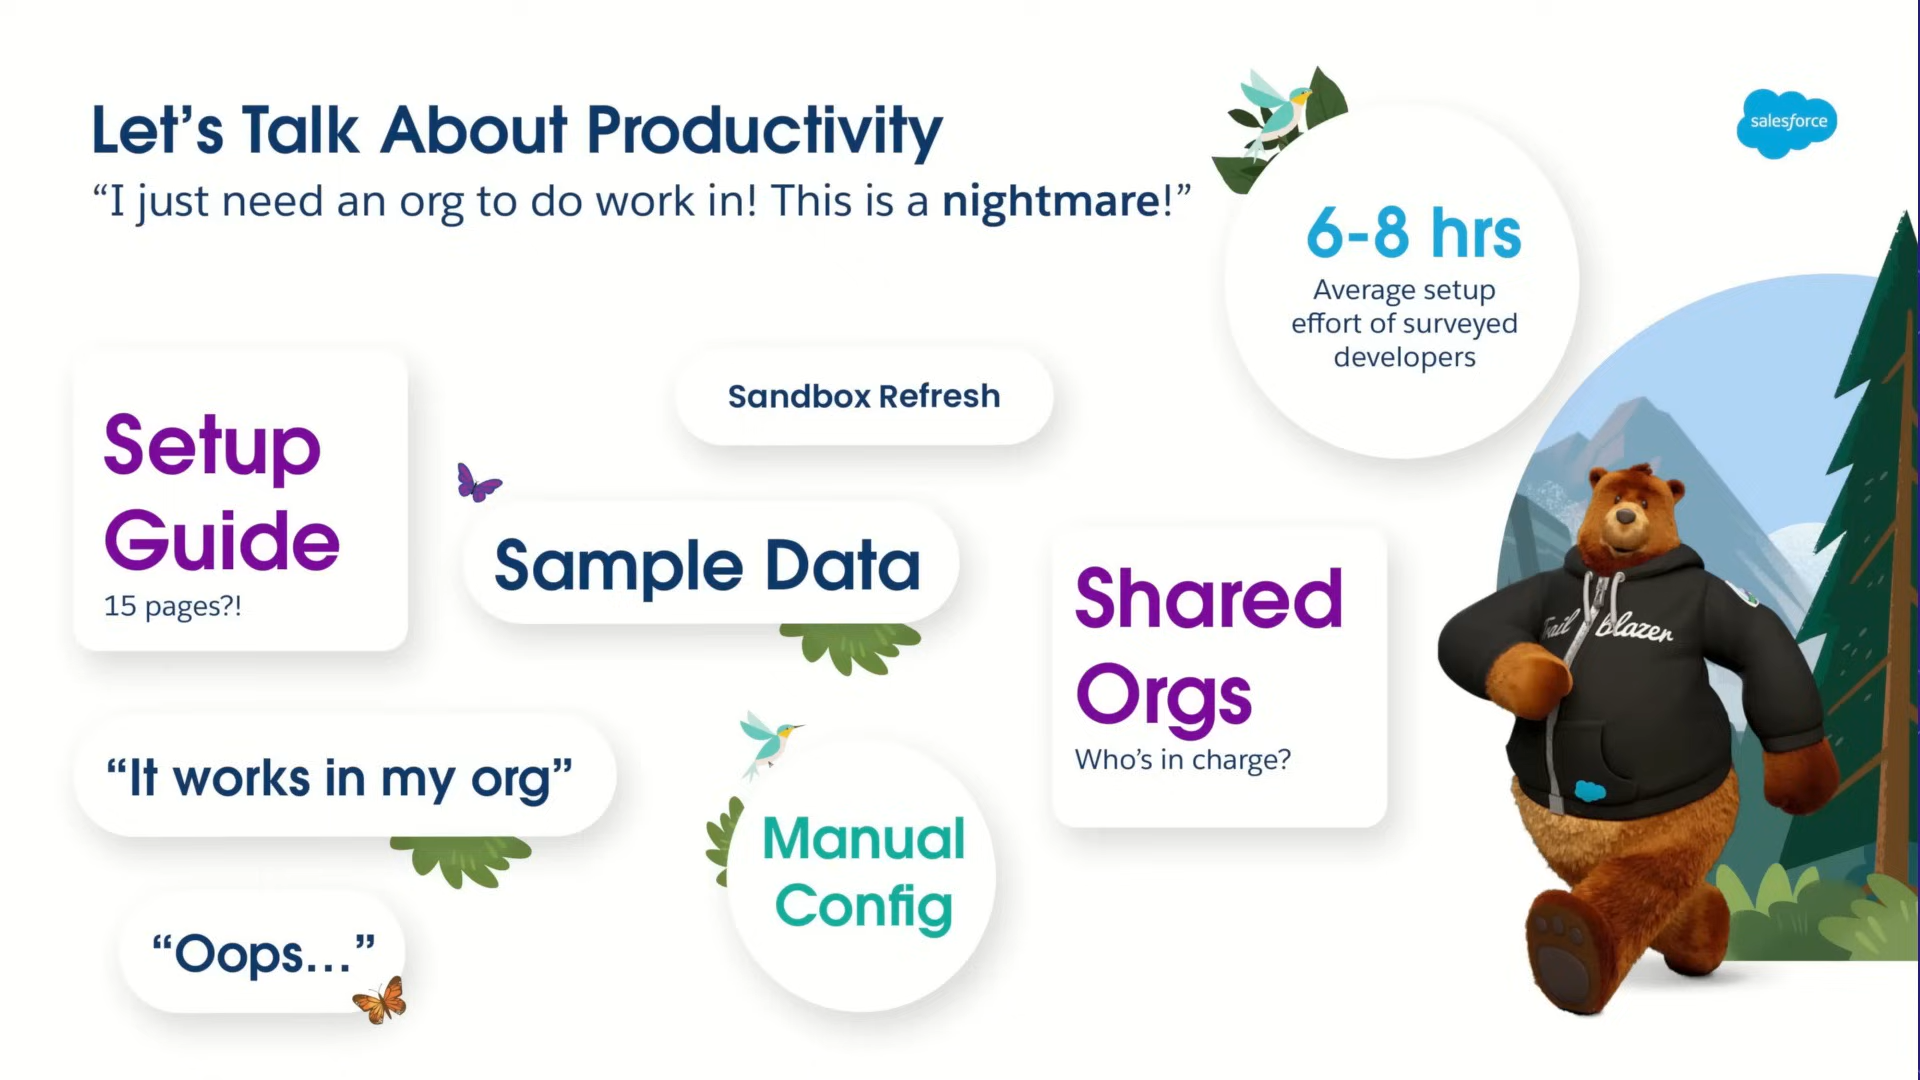 Let’s Talk About Productivity
“I just need an org to do work in! This is a nightmare!”
salesforce
6-8 hrs
Average setup
effort of surveyed
developers
Sandbox Refresh
Setup
Guide
15 pages?!
Sample Data
Shared
Orgs
Who’s in charge?
Trail blazer
“It works in my org”
Manual
Config
“Oops...”